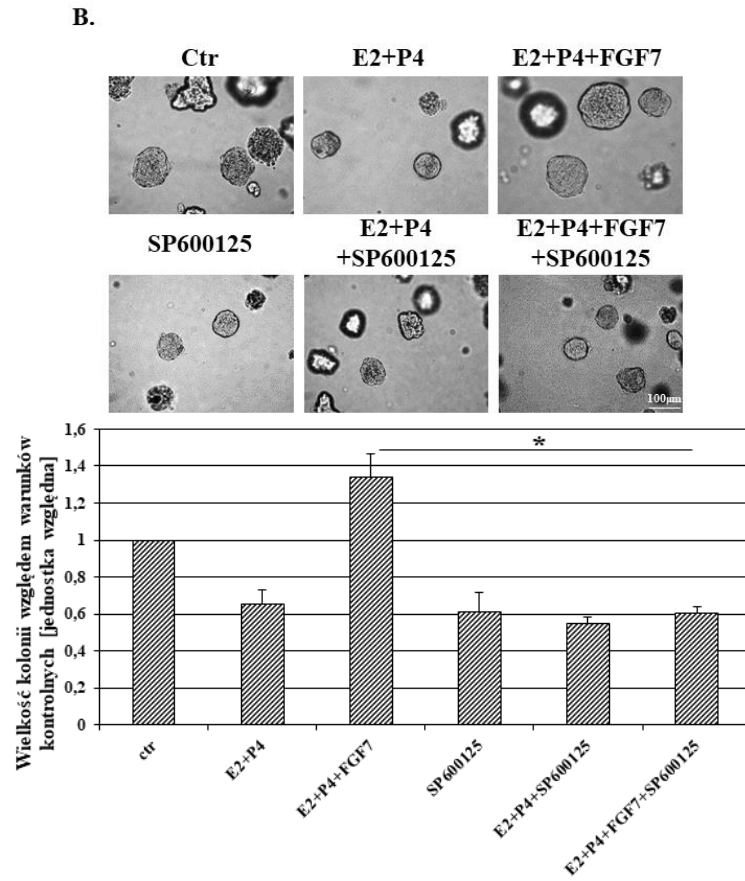 B.
Ctr
E2+P4
E2+P4+FGF7
SP600125
E2+P4
+SP600125
E2+P4+FGF7
+SP600125
100µm
Wielkość kolonii względem warunków
kontrolnych [jednostka względna]
1,6
1,4
1,2
1
0,8
0,6
0,4
0,2
0
*
ctr
E2+P4
E2+P4+FGF7
SP600125
E2+P4+SP600125
E2+P4+FGF7+SP600125